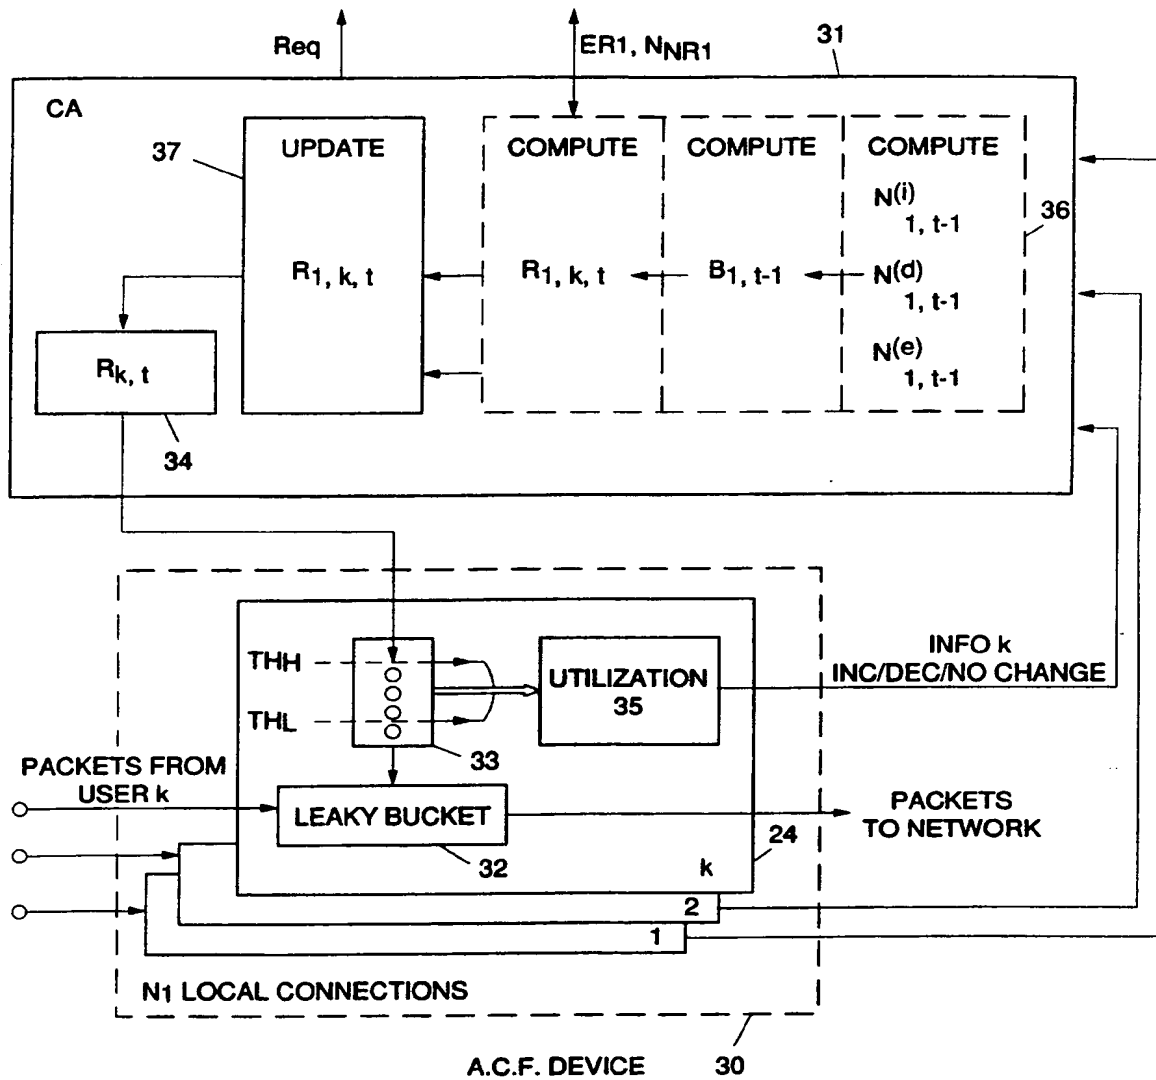 Req
ER1, NNR1
31
CA
37
UPDATE
COMPUTE
COMPUTE
COMPUTE
N(i) 1, t-1
36
R1, k, t
R1, k, t
B1, t-1
N(d) 1, t-1
N(e) 1, t-1
Rk, t
34
THH
THL
UTILIZATION
35
INFO k
INC/DEC/NO CHANGE
33
PACKETS FROM
USER k
LEAKY BUCKET
32
PACKETS
TO NETWORK
24
k
2
1
N1 LOCAL CONNECTIONS
A.C.F. DEVICE
30